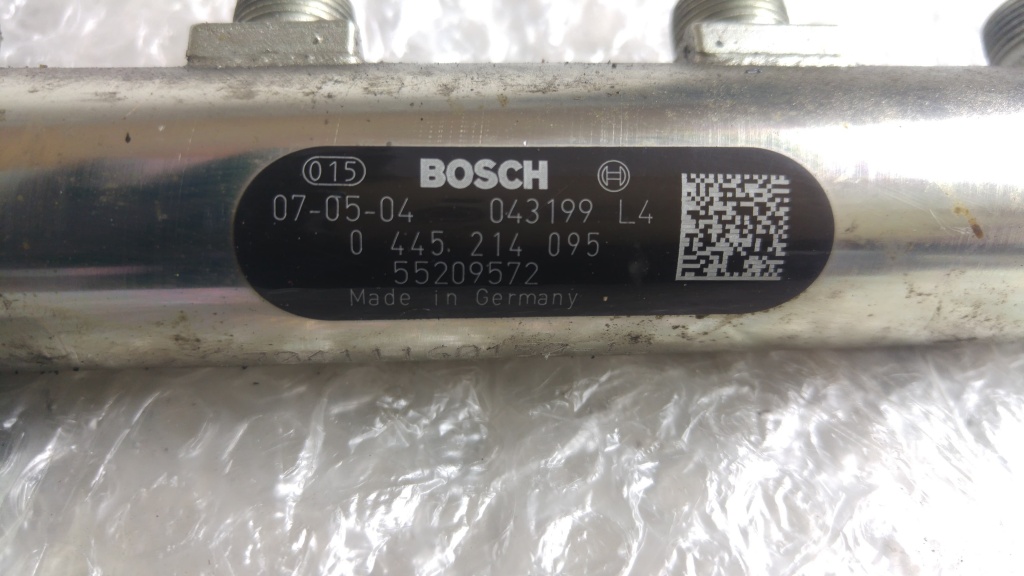 015 BOSCH
07-05-04 043199 L4
0 445 214 095
55209572
Made in Germany